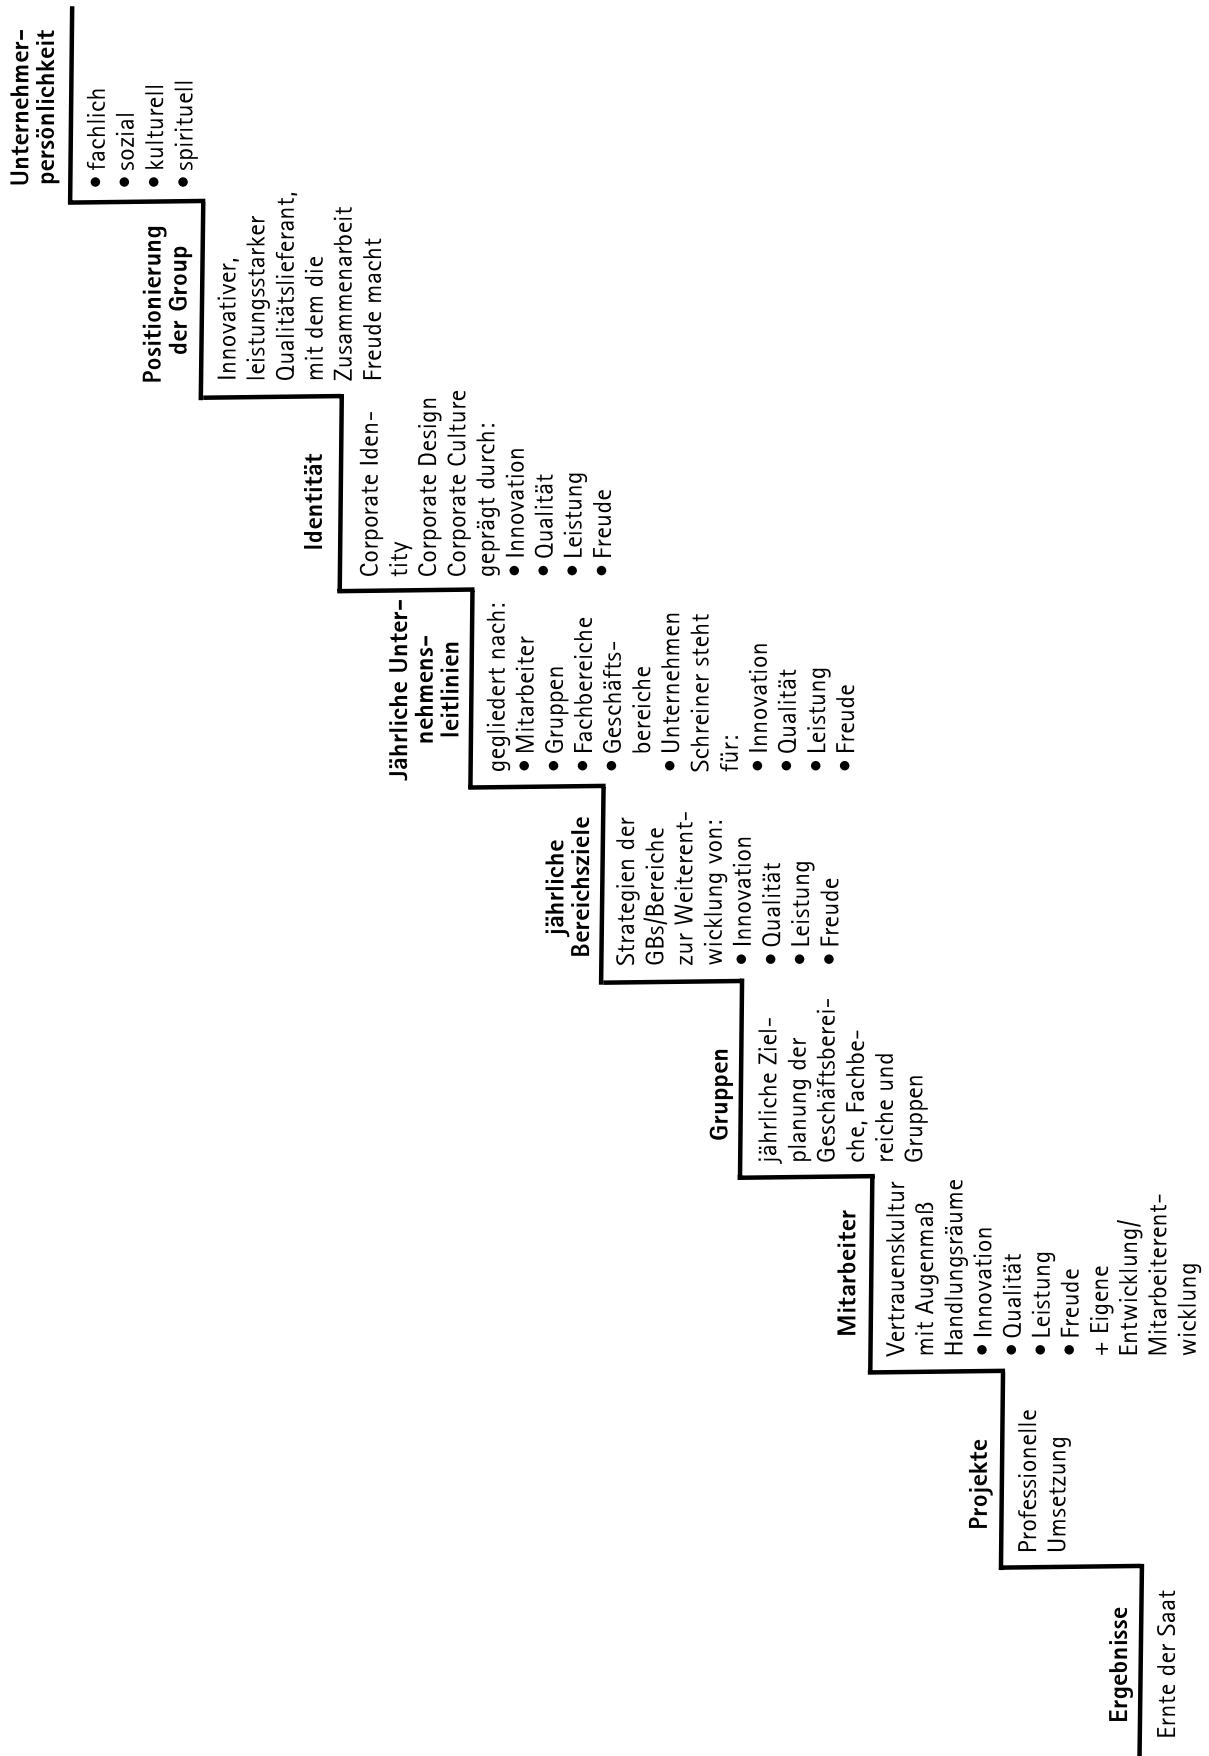 Unternehmer-
persönlichkeit
• fachlich
• sozial
• kulturell
• spirituell
Positionierung
der Group
Innovativer,
leistungsstarker
Qualitätslieferant,
mit dem die
Zusammenarbeit
Freude macht
Identität
Corporate Iden-
tity
Corporate Design
Corporate Culture
geprägt durch:
• Innovation
• Qualität
• Leistung
• Freude
Jährliche Unter-
nehmens-
leitlinien
gegliedert nach:
• Mitarbeiter
• Gruppen
• Fachbereiche
• Geschäfts-
bereiche
• Unternehmen
Schreiner steht
für:
• Innovation
• Qualität
• Leistung
• Freude
jährliche
Bereichsziele
Strategien der
GBs/Bereiche
zur Weiterent-
wicklung von:
• Innovation
• Qualität
• Leistung
• Freude
Gruppen
jährliche Ziel-
planung der
Geschäftsberei-
che, Fachbe-
reiche und
Gruppen
Mitarbeiter
Vertrauenskultur
mit Augenmaß
Handlungsräume
• Innovation
• Qualität
• Leistung
• Freude
+ Eigene
Entwicklung/
Mitarbeiterent-
wicklung
Projekte
Professionelle
Umsetzung
Ergebnisse
Ernte der Saat